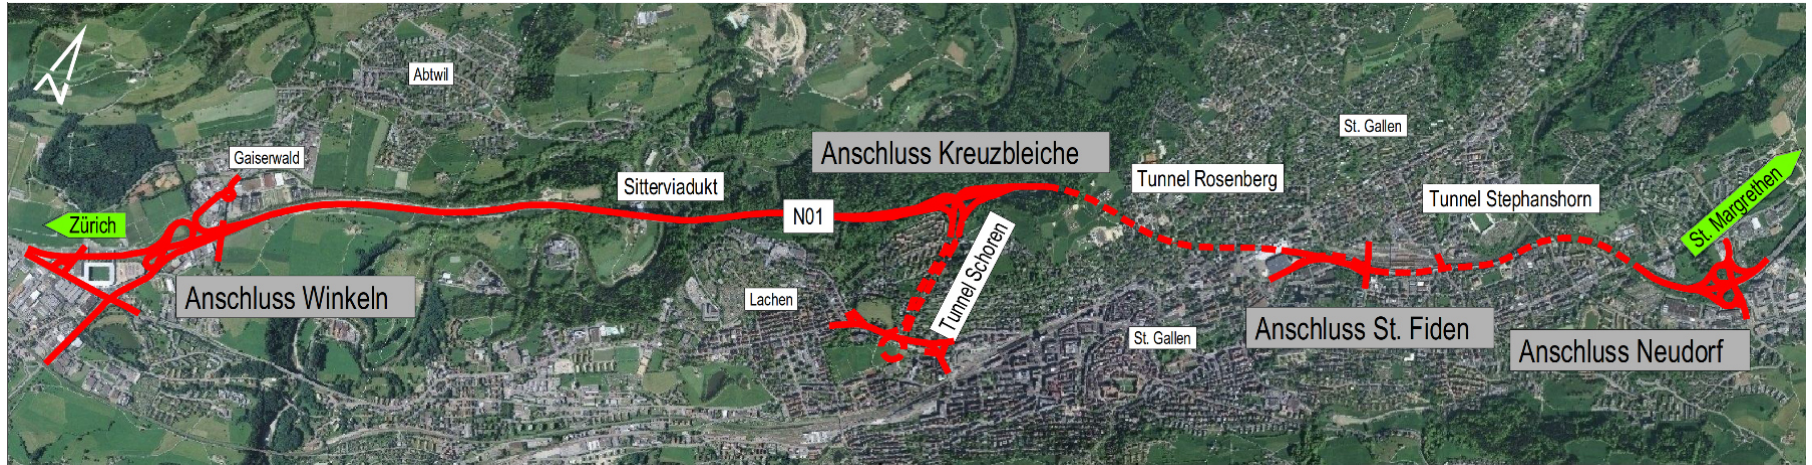 Abtwil
Gaiserwald
Zürich
Anschluss Winkeln
Sitterviadukt
N01
Anschluss Kreuzbleiche
Lachen
Tunnel Schoren
Tunnel Rosenberg
St. Gallen
St. Gallen
Anschluss St. Fiden
Tunnel Stephanshorn
St. Margrethen
Anschluss Neudorf